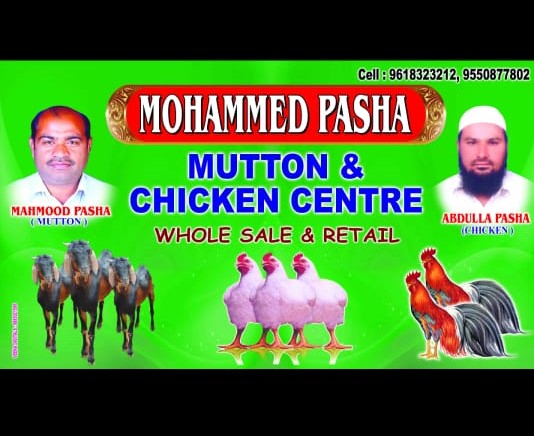 Cell : 9618323212, 9550877802
MOHAMMED PASHA
MUTTON &
CHICKEN CENTRE
WHOLE SALE & RETAIL
MAHMOOD PASHA
( MUTTON )
ABDULLA PASHA
(CHICKEN )